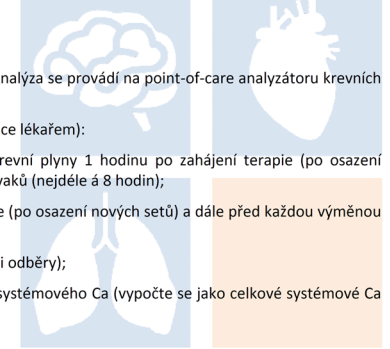 nalýza se provádí na point-of-care analyzátoru krevních
ce lékařem):
revní plyny 1 hodinu po zahájení terapie (po osazení
vaků (nejdéle á 8 hodin);
e (po osazení nových setů) a dále před každou výměnou
i odběry);
systémového Ca (vypočte se jako celkové systémové Ca